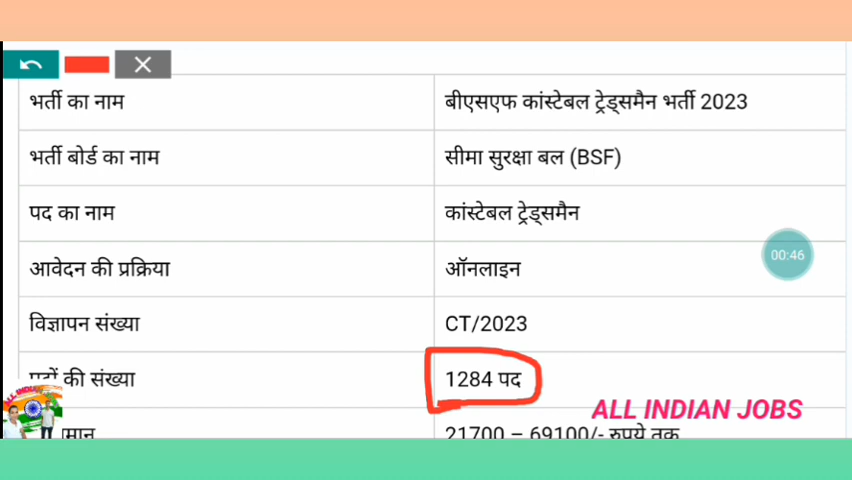 भर्ती का नाम बीएसएफ कांस्टेबल ट्रेड्समैन भर्ती 2023
भर्ती बोर्ड का नाम सीमा सुरक्षा बल (BSF)
पद का नाम कांस्टेबल ट्रेड्समैन
आवेदन की प्रक्रिया ऑनलाइन
00:46
विज्ञापन संख्या CT/2023
पदों की संख्या 1284 पद
ALL INDIAN JOBS
21700 – 69100/- रुपये तक